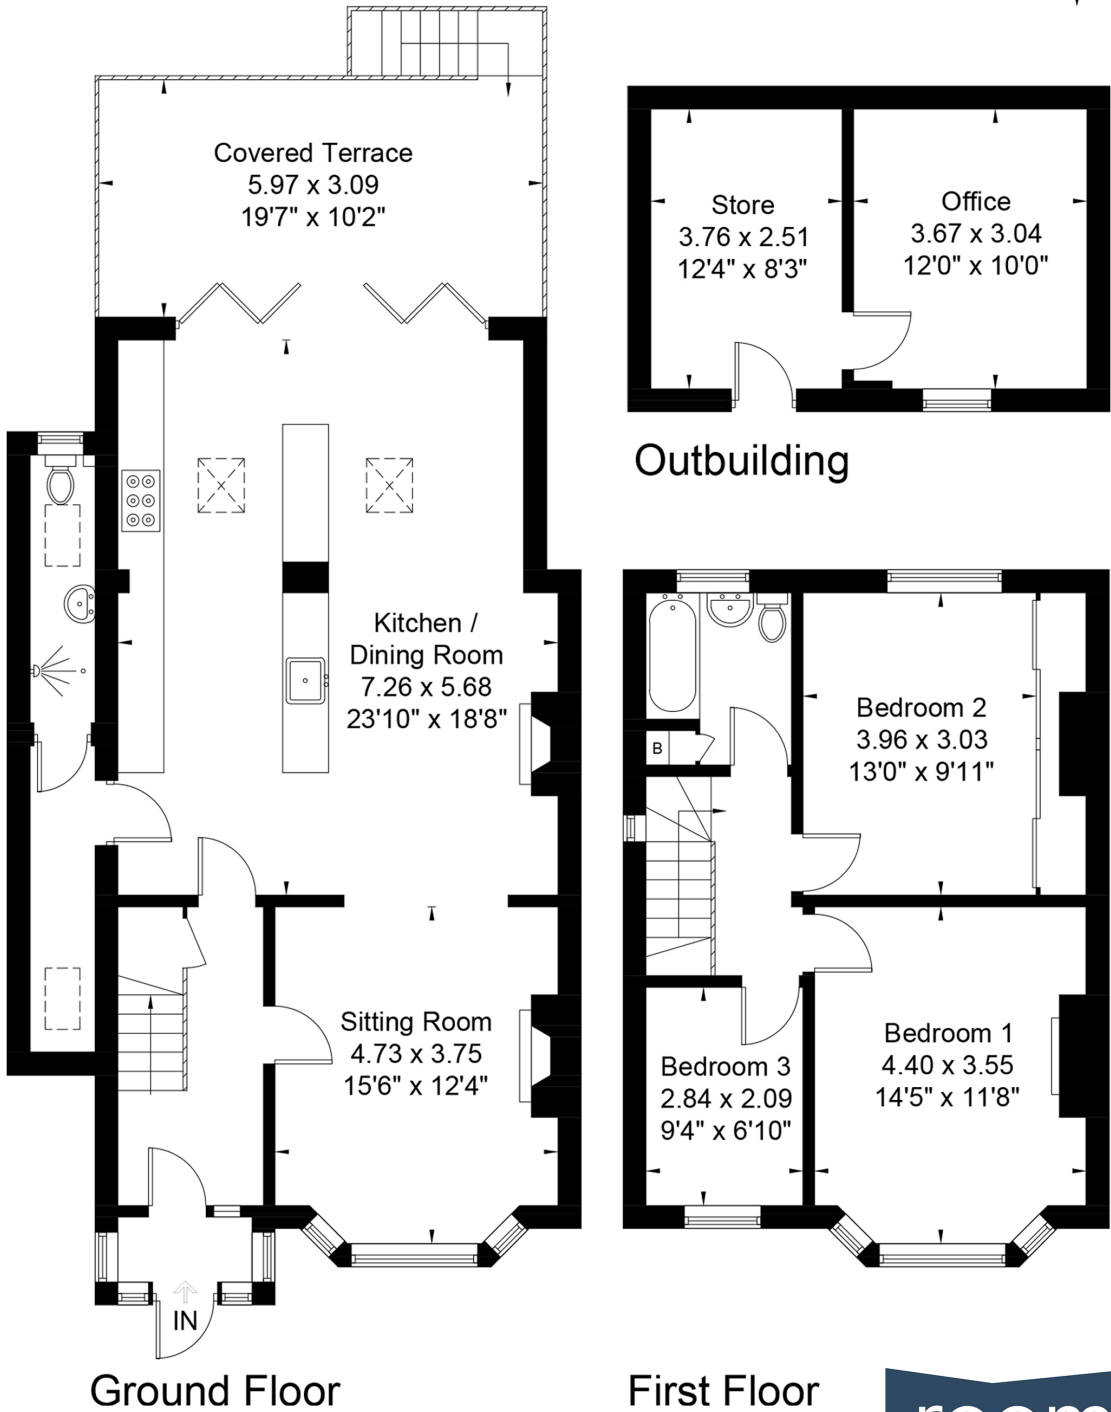 Covered Terrace
5.97 x 3.09
19'7" x 10'2"
Store
3.76 x 2.51
12'4" x 8'3"
Office
3.67 x 3.04
12'0" x 10'0"
Outbuilding
Kitchen /
Dining Room
7.26 x 5.68
23'10" x 18'8"
Sitting Room
4.73 x 3.75
15'6" x 12'4"
IN
Ground Floor
B
Bedroom 2
3.96 x 3.03
13'0" x 9'11"
Bedroom 1
4.40 x 3.55
14'5" x 11'8"
Bedroom 3
2.84 x 2.09
9'4" x 6'10"
First Floor